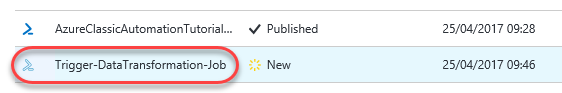 AzureClassicAutomationTutorial... Published 25/04/2017 09:28
Trigger-DataTransformation-Job New 25/04/2017 09:46